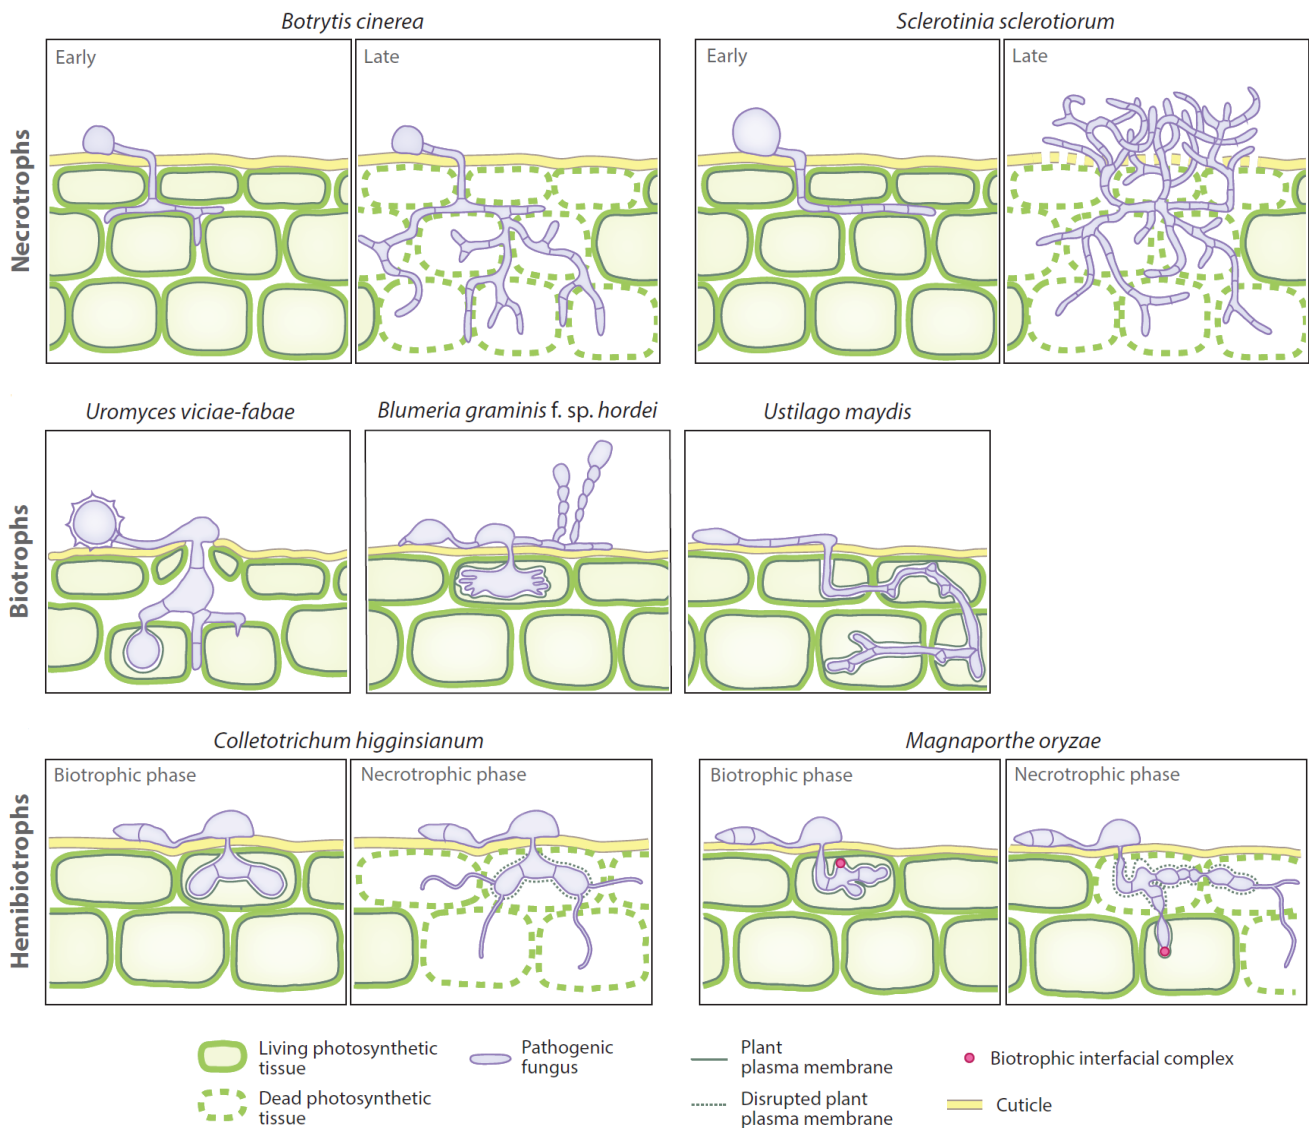 Botrytis cinerea
Sclerotinia sclerotiorum
Necrotrophs
Early
Late
Early
Late
Uromyces viciae-fabae
Blumeria graminis f. sp. hordei
Ustilago maydis
Biotrophs
Colletotrichum higginsianum
Magnaporthe oryzae
Hemibiotrophs
Biotrophic phase
Necrotrophic phase
Biotrophic phase
Necrotrophic phase
Living photosynthetic
tissue
Dead photosynthetic
tissue
Pathogenic
fungus
Plant
plasma membrane
Disrupted plant
plasma membrane
Biotrophic interfacial complex
Cuticle